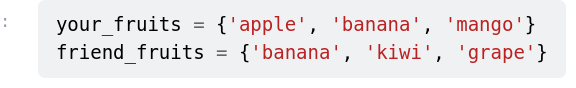 :
your_fruits = {'apple', 'banana', 'mango'}
friend_fruits = {'banana', 'kiwi', 'grape'}